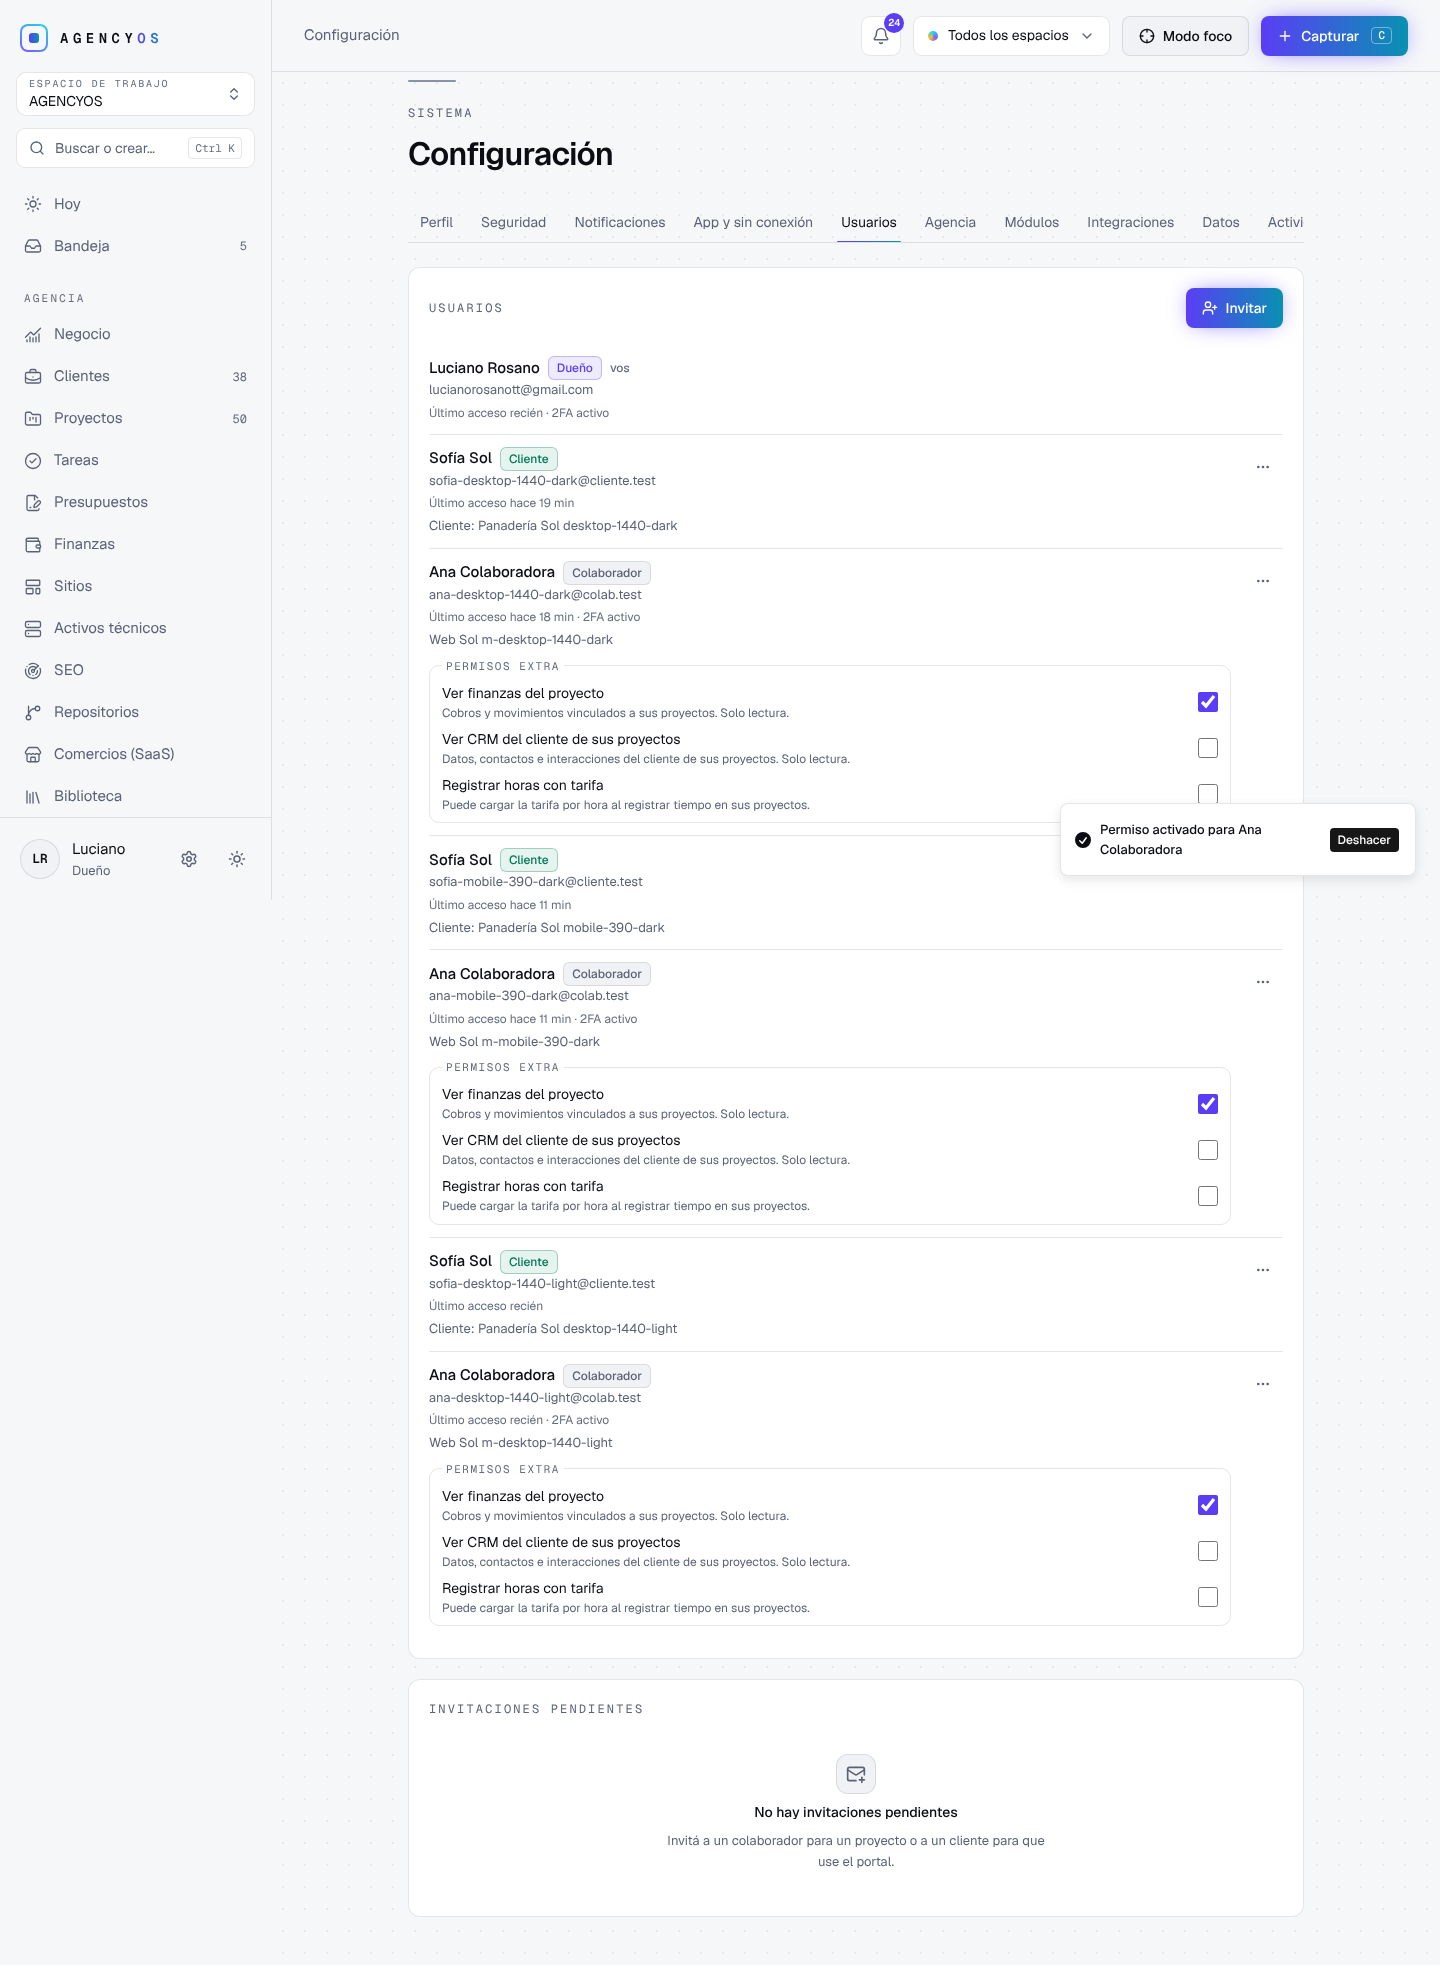 AGENCYOS
ESPACIO DE TRABAJO
AGENCYOS
Buscar o crear...
Ctrl K
Hoy
Bandeja
5
AGENCIA
Negocio
Clientes
38
Proyectos
50
Tareas
Presupuestos
Finanzas
Sitios
Activos técnicos
SEO
Repositorios
Comercios (SaaS)
Biblioteca
LR
Luciano
Dueño
Configuración
24
Todos los espacios
Modo foco
Capturar
C
SISTEMA
Configuración
Perfil
Seguridad
Notificaciones
App y sin conexión
Usuarios
Agencia
Módulos
Integraciones
Datos
Activi
USUARIOS
Invitar
Luciano Rosano Dueño vos
lucianorosanott@gmail.com
Último acceso recién · 2FA activo
Sofía Sol Cliente
sofia-desktop-1440-dark@cliente.test
Último acceso hace 19 min
Cliente: Panadería Sol desktop-1440-dark
Ana Colaboradora Colaborador
ana-desktop-1440-dark@colab.test
Último acceso hace 18 min · 2FA activo
Web Sol m-desktop-1440-dark
PERMISOS EXTRA
Ver finanzas del proyecto
Cobros y movimientos vinculados a sus proyectos. Solo lectura.
Ver CRM del cliente de sus proyectos
Datos, contactos e interacciones del cliente de sus proyectos. Solo lectura.
Registrar horas con tarifa
Puede cargar la tarifa por hora al registrar tiempo en sus proyectos.
Permiso activado para Ana
Colaboradora
Deshacer
Sofía Sol Cliente
sofia-mobile-390-dark@cliente.test
Último acceso hace 11 min
Cliente: Panadería Sol mobile-390-dark
Ana Colaboradora Colaborador
ana-mobile-390-dark@colab.test
Último acceso hace 11 min · 2FA activo
Web Sol m-mobile-390-dark
PERMISOS EXTRA
Ver finanzas del proyecto
Cobros y movimientos vinculados a sus proyectos. Solo lectura.
Ver CRM del cliente de sus proyectos
Datos, contactos e interacciones del cliente de sus proyectos. Solo lectura.
Registrar horas con tarifa
Puede cargar la tarifa por hora al registrar tiempo en sus proyectos.
Sofía Sol Cliente
sofia-desktop-1440-light@cliente.test
Último acceso recién
Cliente: Panadería Sol desktop-1440-light
Ana Colaboradora Colaborador
ana-desktop-1440-light@colab.test
Último acceso recién · 2FA activo
Web Sol m-desktop-1440-light
PERMISOS EXTRA
Ver finanzas del proyecto
Cobros y movimientos vinculados a sus proyectos. Solo lectura.
Ver CRM del cliente de sus proyectos
Datos, contactos e interacciones del cliente de sus proyectos. Solo lectura.
Registrar horas con tarifa
Puede cargar la tarifa por hora al registrar tiempo en sus proyectos.
INVITACIONES PENDIENTES
No hay invitaciones pendientes
Invitá a un colaborador para un proyecto o a un cliente para que
use el portal.